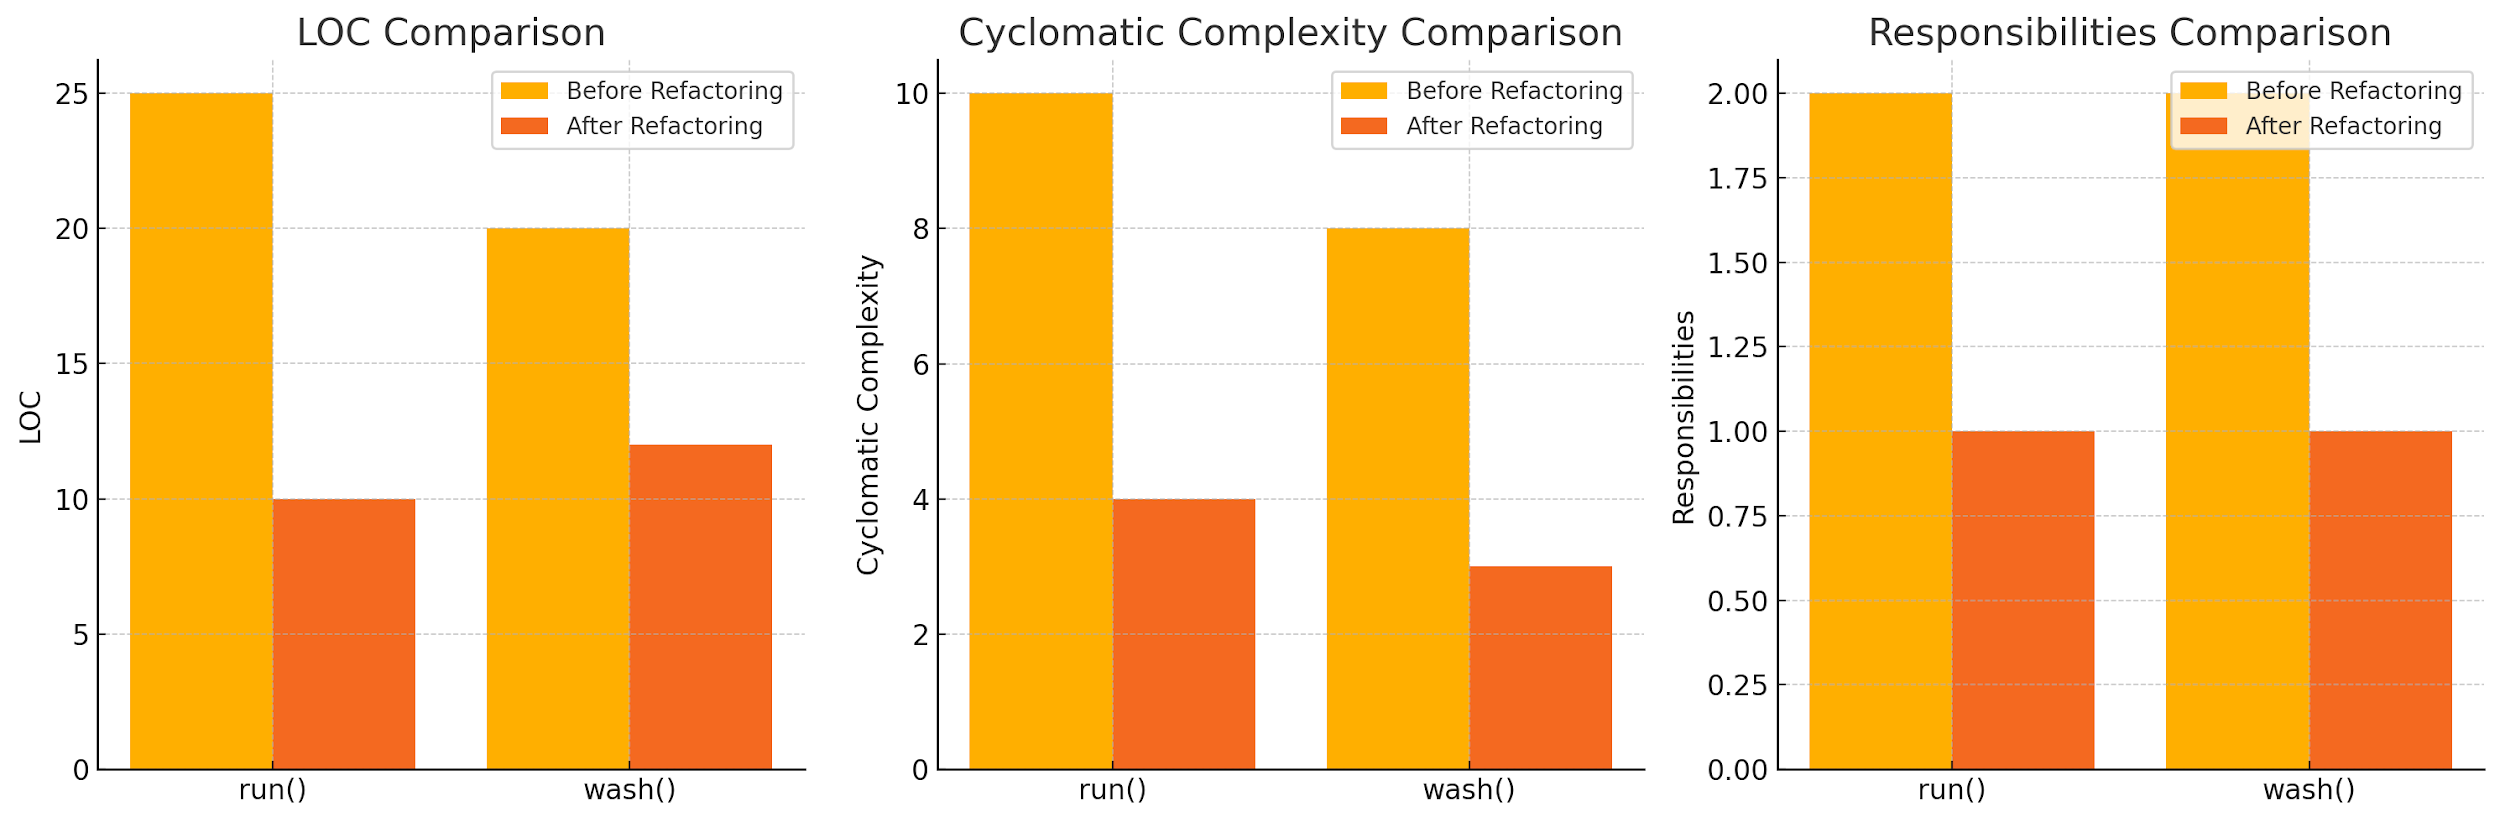 LOC Comparison
LOC
25
20
15
10
5
0
run()
wash()
Before Refactoring
After Refactoring
Cyclomatic Complexity Comparison
Cyclomatic Complexity
10
8
6
4
2
0
run()
wash()
Before Refactoring
After Refactoring
Responsibilities Comparison
Responsibilities
2.00
1.75
1.50
1.25
1.00
0.75
0.50
0.25
0.00
run()
wash()
Before Refactoring
After Refactoring